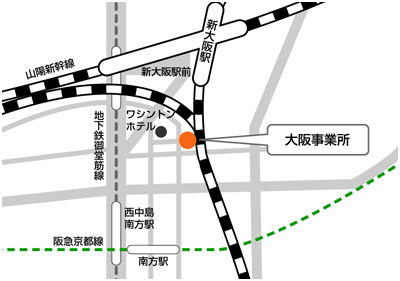 新大阪駅
山陽新幹線
新大阪駅前
ワシントン
ホテル
地下鉄御堂筋線
大阪事業所
西中島
南方駅
阪急京都線
南方駅